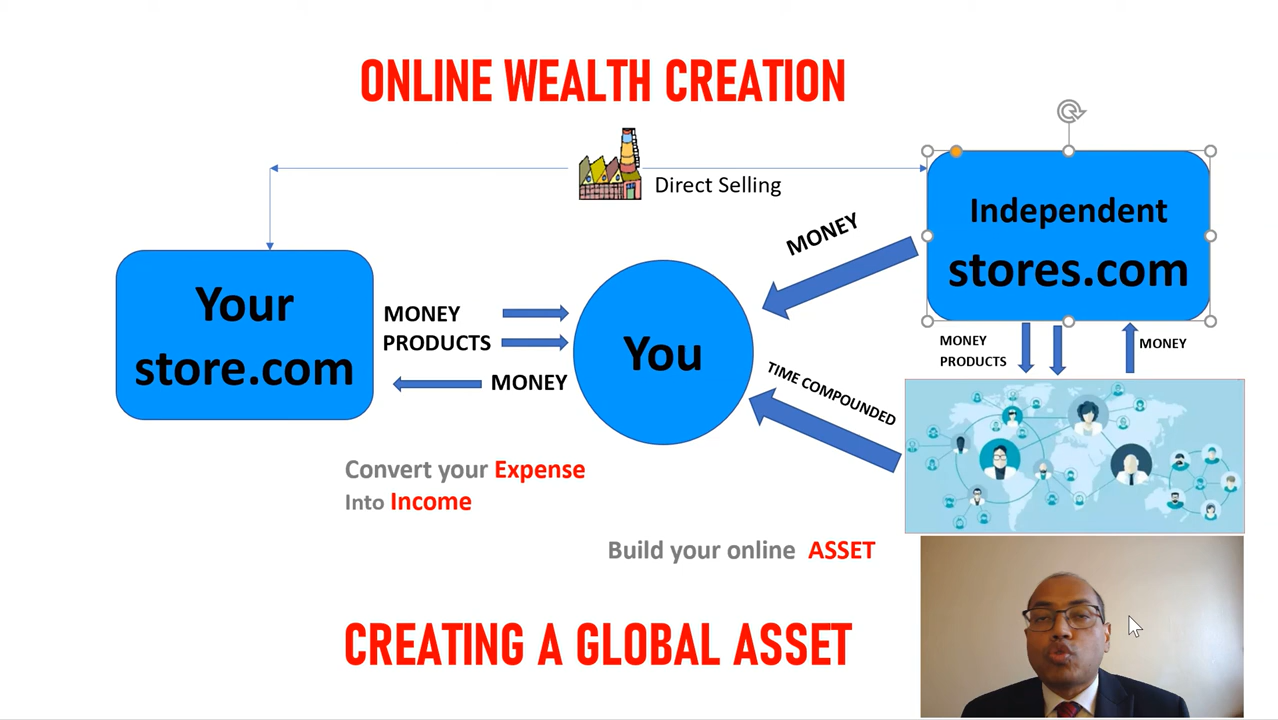 ONLINE WEALTH CREATION
Direct Selling
Independent
stores.com
MONEY
Your
store.com
MONEY
PRODUCTS
MONEY
You
TIME COMPOUNDED
MONEY
PRODUCTS
MONEY
Convert your Expense
Into Income
Build your online ASSET
CREATING A GLOBAL ASSET